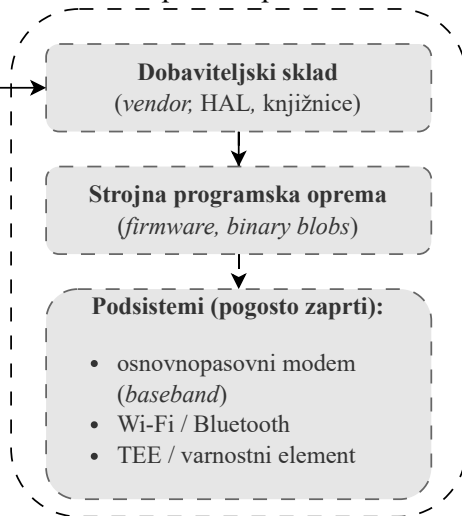 Dobaviteljski sklad
(vendor, HAL, knjižnice)
Strojna programska oprema
(firmware, binary blobs)
Podsistemi (pogosto zaprti):
• osnovnopasovni modem
(baseband)
• Wi-Fi / Bluetooth
• TEE / varnostni element